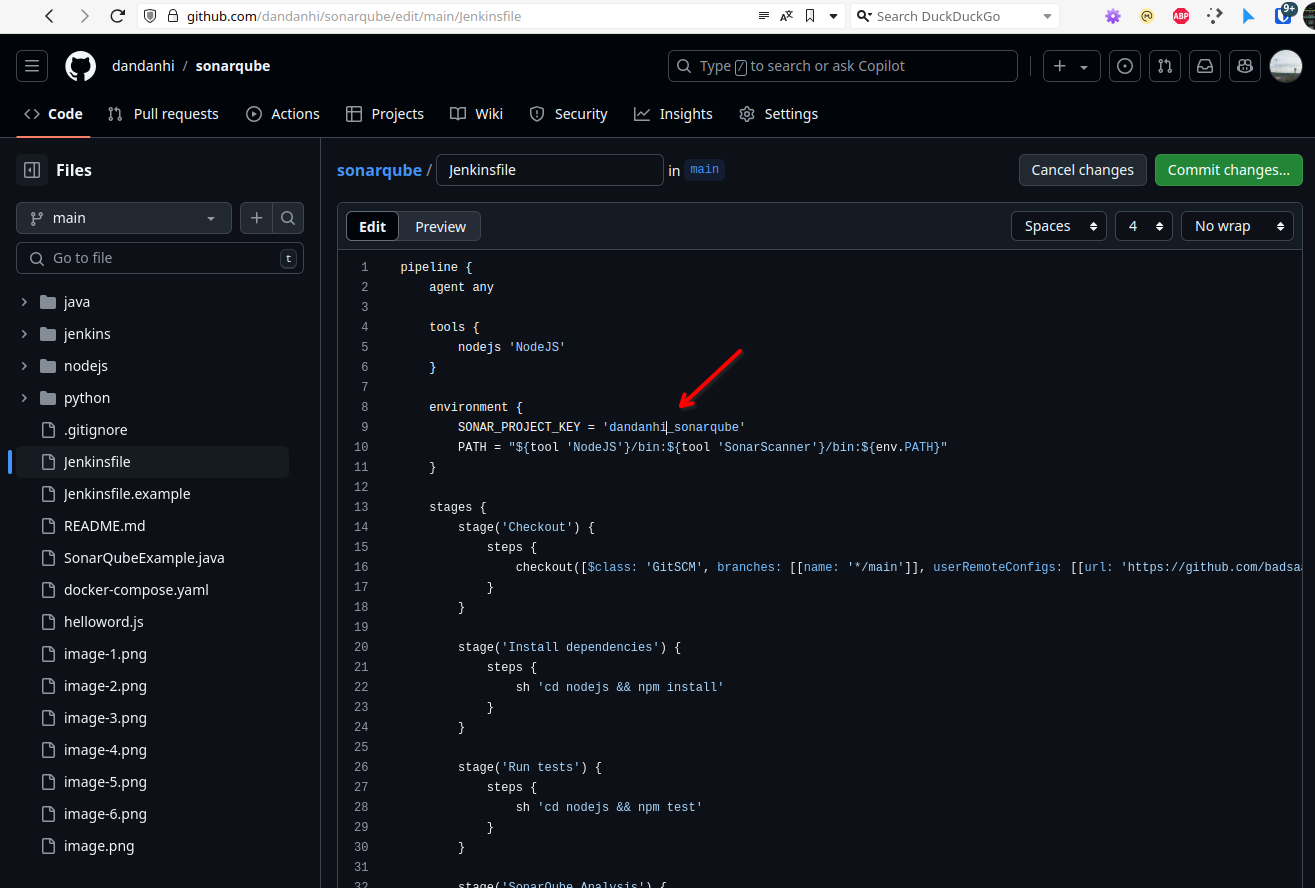 github.com/dandanhi/sonarqube/edit/main/Jenkinsfile
Search DuckDuckGo
ABP
9+
dandanhi / sonarqube
Type / to search or ask Copilot
Code
Pull requests
Actions
Projects
Wiki
Security
Insights
Settings
Files
main
Go to file
t
java
jenkins
nodejs
python
.gitignore
Jenkinsfile
Jenkinsfile.example
README.md
SonarQubeExample.java
docker-compose.yaml
helloword.js
image-1.png
image-2.png
image-3.png
image-4.png
image-5.png
image-6.png
image.png
sonarqube / Jenkinsfile in main
Cancel changes
Commit changes...
Edit
Preview
Spaces
4
No wrap
1 pipeline {
2 agent any
3
4 tools {
5 nodejs 'NodeJS'
6 }
7
8 environment {
9 SONAR_PROJECT_KEY = 'dandanhi_sonarqube'
10 PATH = "${tool 'NodeJS'}/bin:${tool 'SonarScanner'}/bin:${env.PATH}"
11 }
12
13 stages {
14 stage('Checkout') {
15 steps {
16 checkout([$class: 'GitSCM', branches: [[name: '*/main']], userRemoteConfigs: [[url: 'https://github.com/badsa
17 }
18 }
19
20 stage('Install dependencies') {
21 steps {
22 sh 'cd nodejs && npm install'
23 }
24 }
25
26 stage('Run tests') {
27 steps {
28 sh 'cd nodejs && npm test'
29 }
30 }
31
32 stage('SonarQube Analysis') {